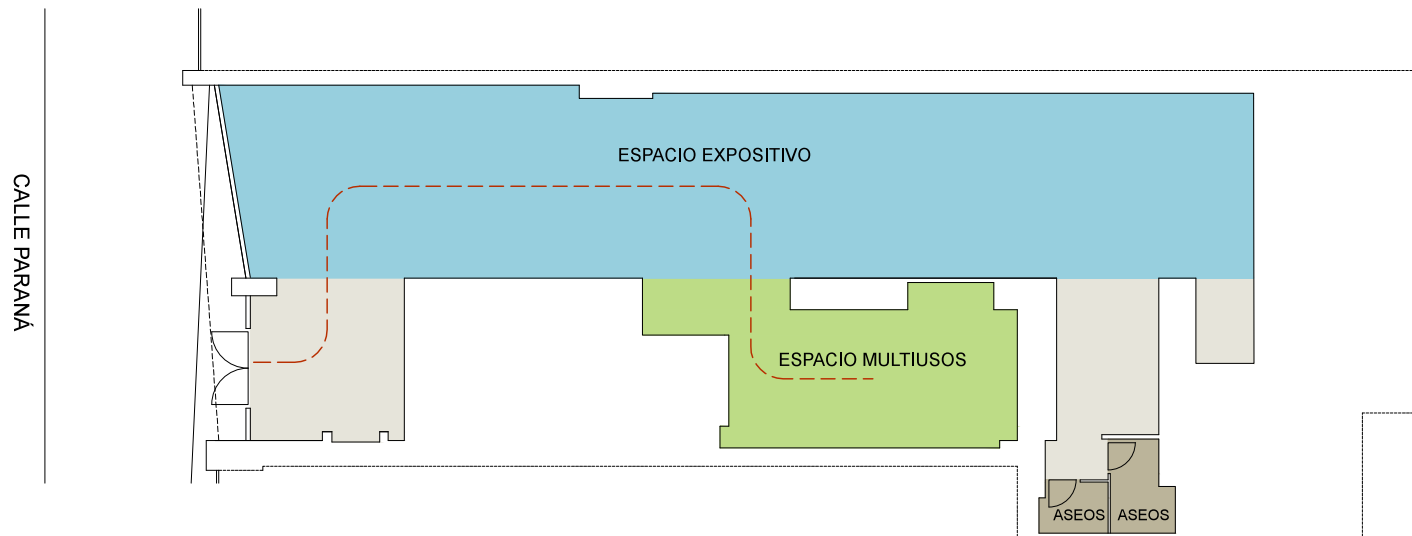 CALLE PARANÁ
ESPACIO EXPOSITIVO
ESPACIO MULTIUSOS
ASEOS
ASEOS